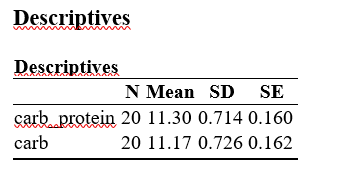 Descriptives
Descriptives
N Mean SD SE
carb_protein 20 11.30 0.714 0.160
carb 20 11.17 0.726 0.162